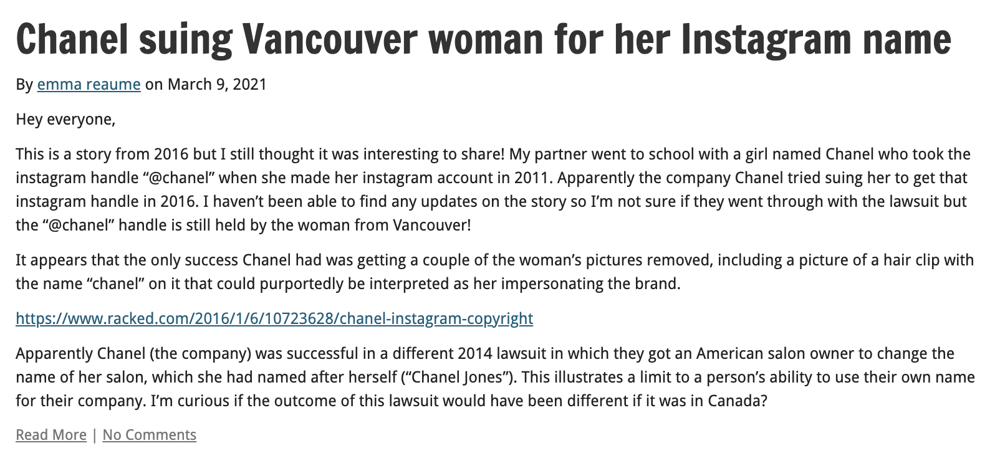 Chanel suing Vancouver woman for her Instagram name
By emma reaume on March 9, 2021
Hey everyone,
This is a story from 2016 but I still thought it was interesting to share! My partner went to school with a girl named Chanel who took the
instagram handle “@chanel” when she made her instagram account in 2011. Apparently the company Chanel tried suing her to get that
instagram handle in 2016. I haven’t been able to find any updates on the story so I’m not sure if they went through with the lawsuit but
the “@chanel” handle is still held by the woman from Vancouver!
It appears that the only success Chanel had was getting a couple of the woman’s pictures removed, including a picture of a hair clip with
the name “chanel” on it that could purportedly be interpreted as her impersonating the brand.
https://www.racked.com/2016/1/6/10723628/chanel-instagram-copyright
Apparently Chanel (the company) was successful in a different 2014 lawsuit in which they got an American salon owner to change the
name of her salon, which she had named after herself (“Chanel Jones”). This illustrates a limit to a person’s ability to use their own name
for their company. I’m curious if the outcome of this lawsuit would have been different if it was in Canada?
Read More | No Comments